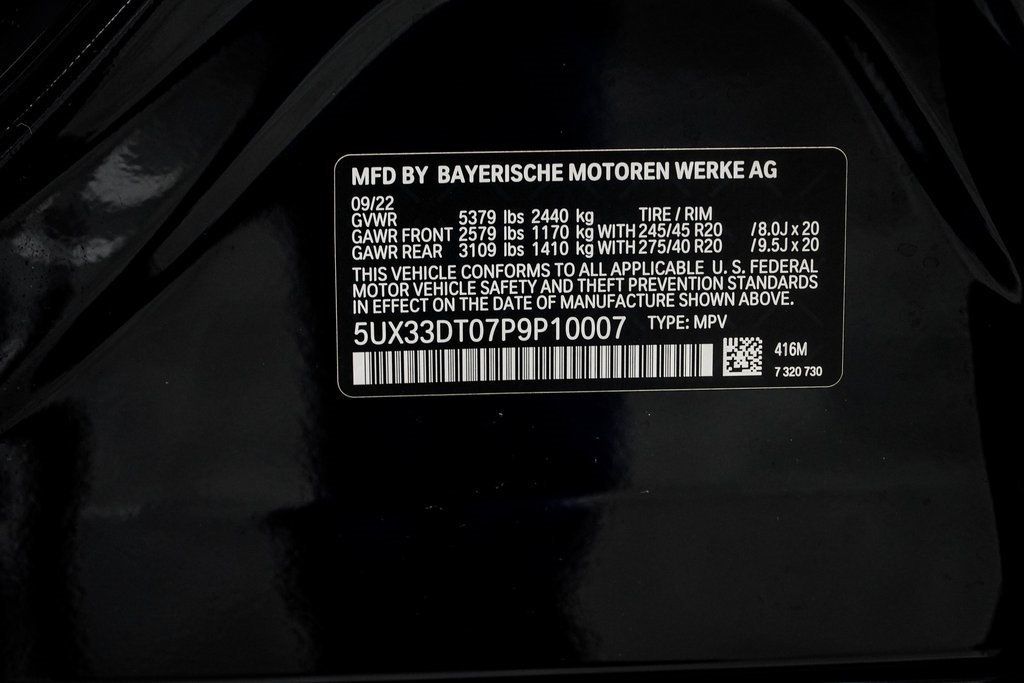 MFD BY BAYERISCHE MOTOREN WERKE AG
09/22
GVWR 5379 lbs 2440 kg TIRE / RIM
GAWR FRONT 2579 lbs 1170 kg WITH 245/45 R20 /8.0J x 20
GAWR REAR 3109 lbs 1410 kg WITH 275/40 R20 /9.5J x 20
THIS VEHICLE CONFORMS TO ALL APPLICABLE U. S. FEDERAL
MOTOR VEHICLE SAFETY AND THEFT PREVENTION STANDARDS
IN EFFECT ON THE DATE OF MANUFACTURE SHOWN ABOVE.
5UX33DT07P9P10007 TYPE: MPV
416M
7 320 730